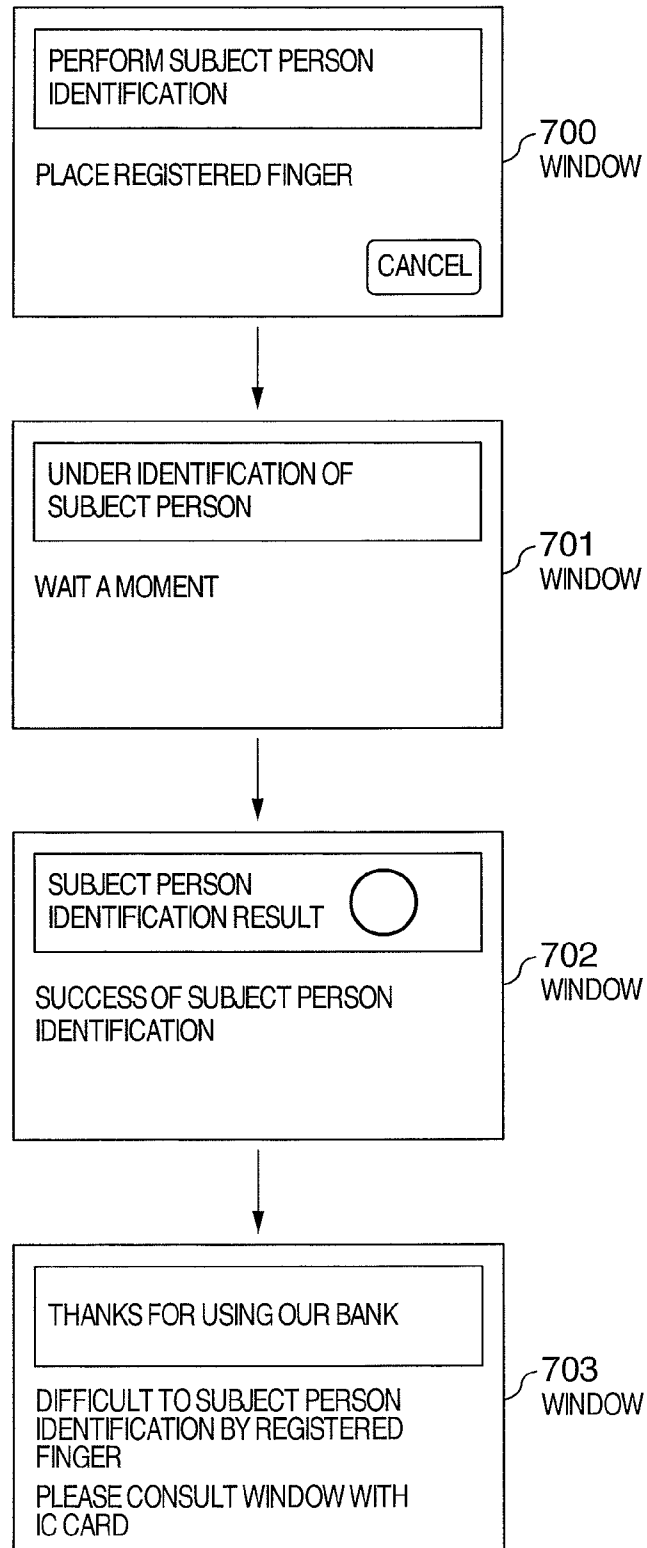 PERFORM SUBJECT PERSON
IDENTIFICATION
PLACE REGISTERED FINGER
CANCEL
700
WINDOW
UNDER IDENTIFICATION OF
SUBJECT PERSON
WAIT A MOMENT
701
WINDOW
SUBJECT PERSON
IDENTIFICATION RESULT
SUCCESS OF SUBJECT PERSON
IDENTIFICATION
702
WINDOW
THANKS FOR USING OUR BANK
DIFFICULT TO SUBJECT PERSON
IDENTIFICATION BY REGISTERED
FINGER
PLEASE CONSULT WINDOW WITH
IC CARD
703
WINDOW